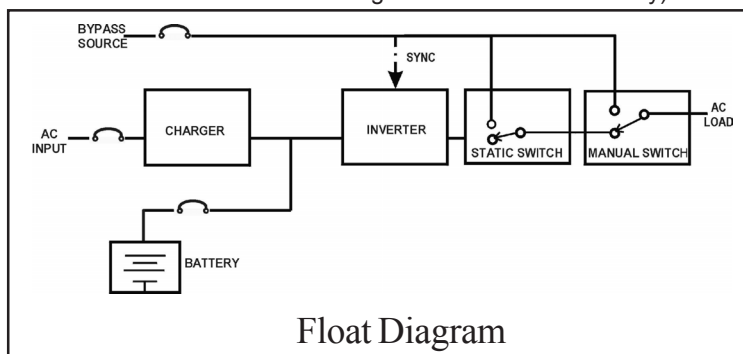 y)
BYPASS
SOURCE
SYNC
AC
INPUT
CHARGER
INVERTER
STATIC SWITCH
MANUAL SWITCH
AC
LOAD
BATTERY
Float Diagram